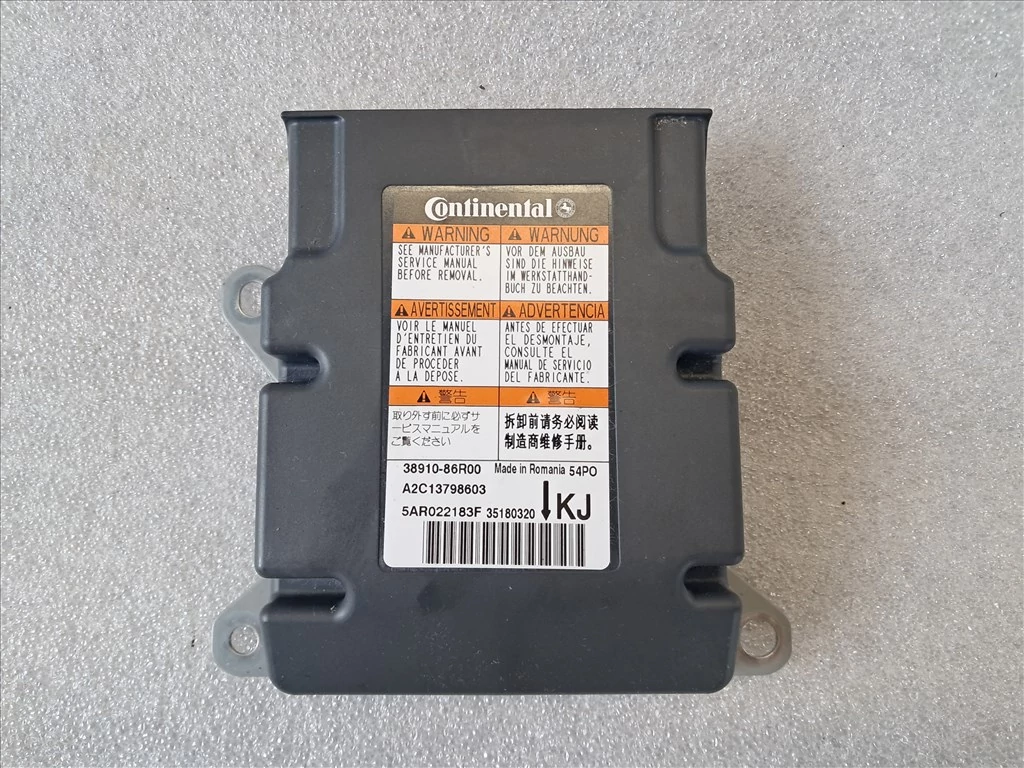 Continental
WARNING
SEE MANUFACTURER'S
SERVICE MANUAL
BEFORE REMOVAL.
WARNUNG
VOR DEM AUSBAU
SIND DIE HINWEISE
IM WERKSTATTHAND-
BUCH ZU BEACHTEN.
AVERTISSEMENT
VOIR LE MANUEL
D'ENTRETIEN DU
FABRICANT AVANT
DE PROCEDER
A LA DEPOSE.
ADVERTENCIA
ANTES DE EFECTUAR
EL DESMONTAJE,
CONSULTE EL
MANUAL DE SERVICIO
DEL FABRICANTE.
警告
取り外す前に必ずサ
ービスマニュアルを
ご覧ください
警告
拆卸前请务必阅读
制造商维修手册。
38910-86R00 Made in Romania 54PO
A2C13798603
5AR022183F 35180320 ↓KJ